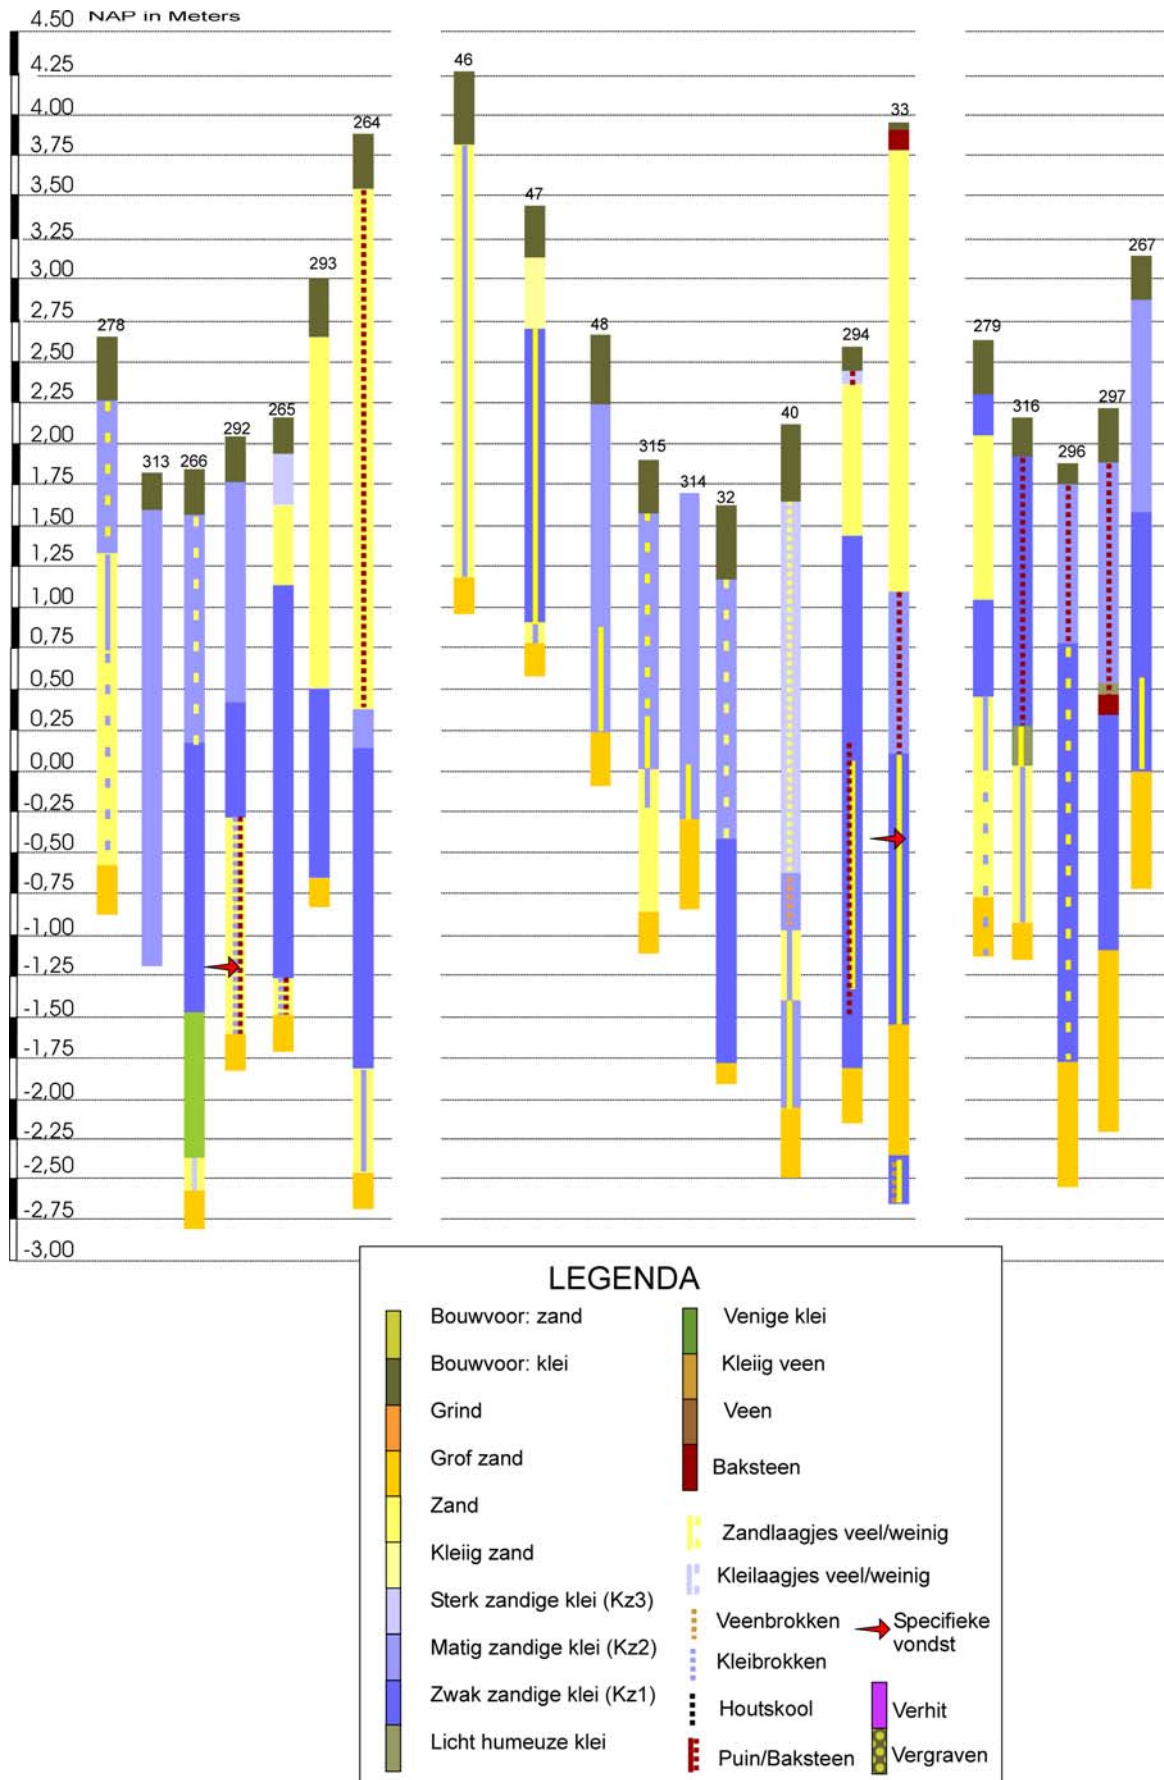 4.50 NAP in Meters
46
4.25
4.00
264
33
3,75
3,50
47
3,25
267
3,00
293
2,75
278
48
294
279
2,50
2,25
265
40
316
297
2,00
292
315
296
1,75
313 266
314
32
1,50
1,25
1,00
0,75
0,50
0,25
0,00
-0,25
-0,50
-0,75
-1,00
-1,25
-1,50
-1,75
-2,00
-2,25
-2,50
-2,75
-3,00
LEGENDA
Bouwvoor: zand
Bouwvoor: klei
Grind
Grof zand
Zand
Kleiig zand
Sterk zandige klei (Kz3)
Matig zandige klei (Kz2)
Zwak zandige klei (Kz1)
Licht humeuze klei
Venige klei
Kleiig veen
Veen
Baksteen
Zandlaagjes veel/weinig
Kleilaagjes veel/weinig
Veenbrokken
Kleibrokken
Houtskool
Puin/Baksteen
Specifieke
vondst
Verhit
Vergraven